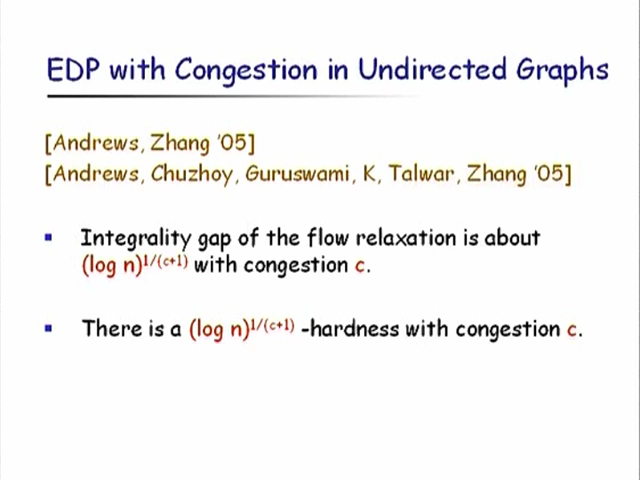 EDP with Congestion in Undirected Graphs
[Andrews, Zhang '05]
[Andrews, Chuzhoy, Guruswami, K, Talwar, Zhang '05]
Integrality gap of the flow relaxation is about
(log n)^1/(c+1) with congestion c.
There is a (log n)^1/(c+1) -hardness with congestion c.